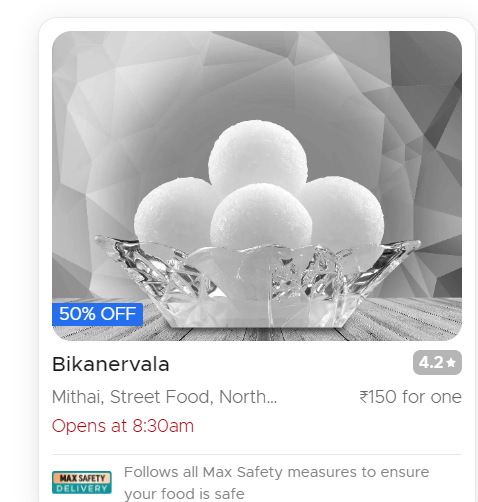 50% OFF
Bikanervala
4.2★
Mithai, Street Food, North...
₹150 for one
Opens at 8:30am
MAX SAFETY
DELIVERY
Follows all Max Safety measures to ensure
your food is safe